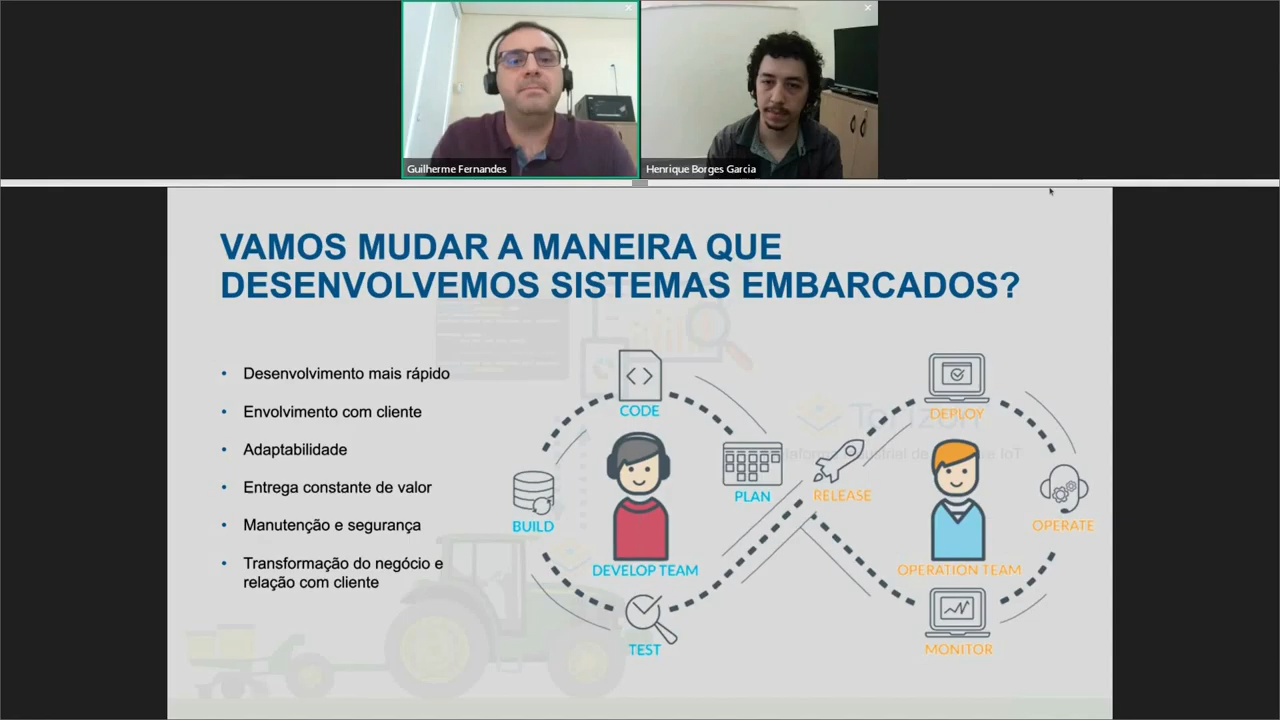 Guilherme Fernandes
Henrique Borges Garcia
VAMOS MUDAR A MANEIRA QUE
DESENVOLVEMOS SISTEMAS EMBARCADOS?
Desenvolvimento mais rápido
Envolvimento com cliente
Adaptabilidade
Entrega constante de valor
Manutenção e segurança
Transformação do negócio e
relação com cliente
CODE
PLAN
BUILD
DEVELOP TEAM
TEST
RELEASE
DEPLOY
OPERATE
OPERATION TEAM
MONITOR
Torizon